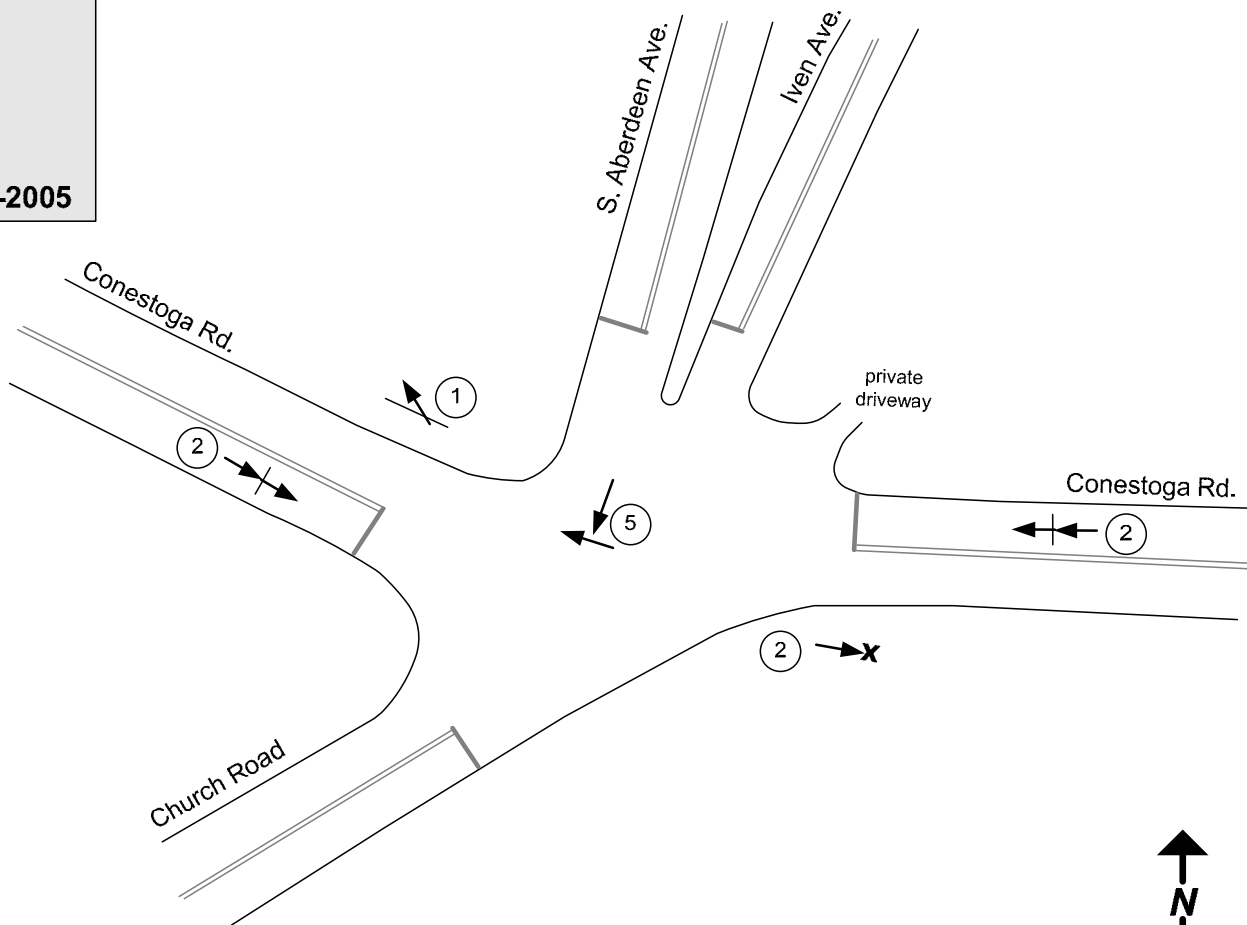 -2005
S. Aberdeen Ave.
Iven Ave.
Conestoga Rd.
1
private
driveway
2
Conestoga Rd.
5
2
2
x
Church Road
N